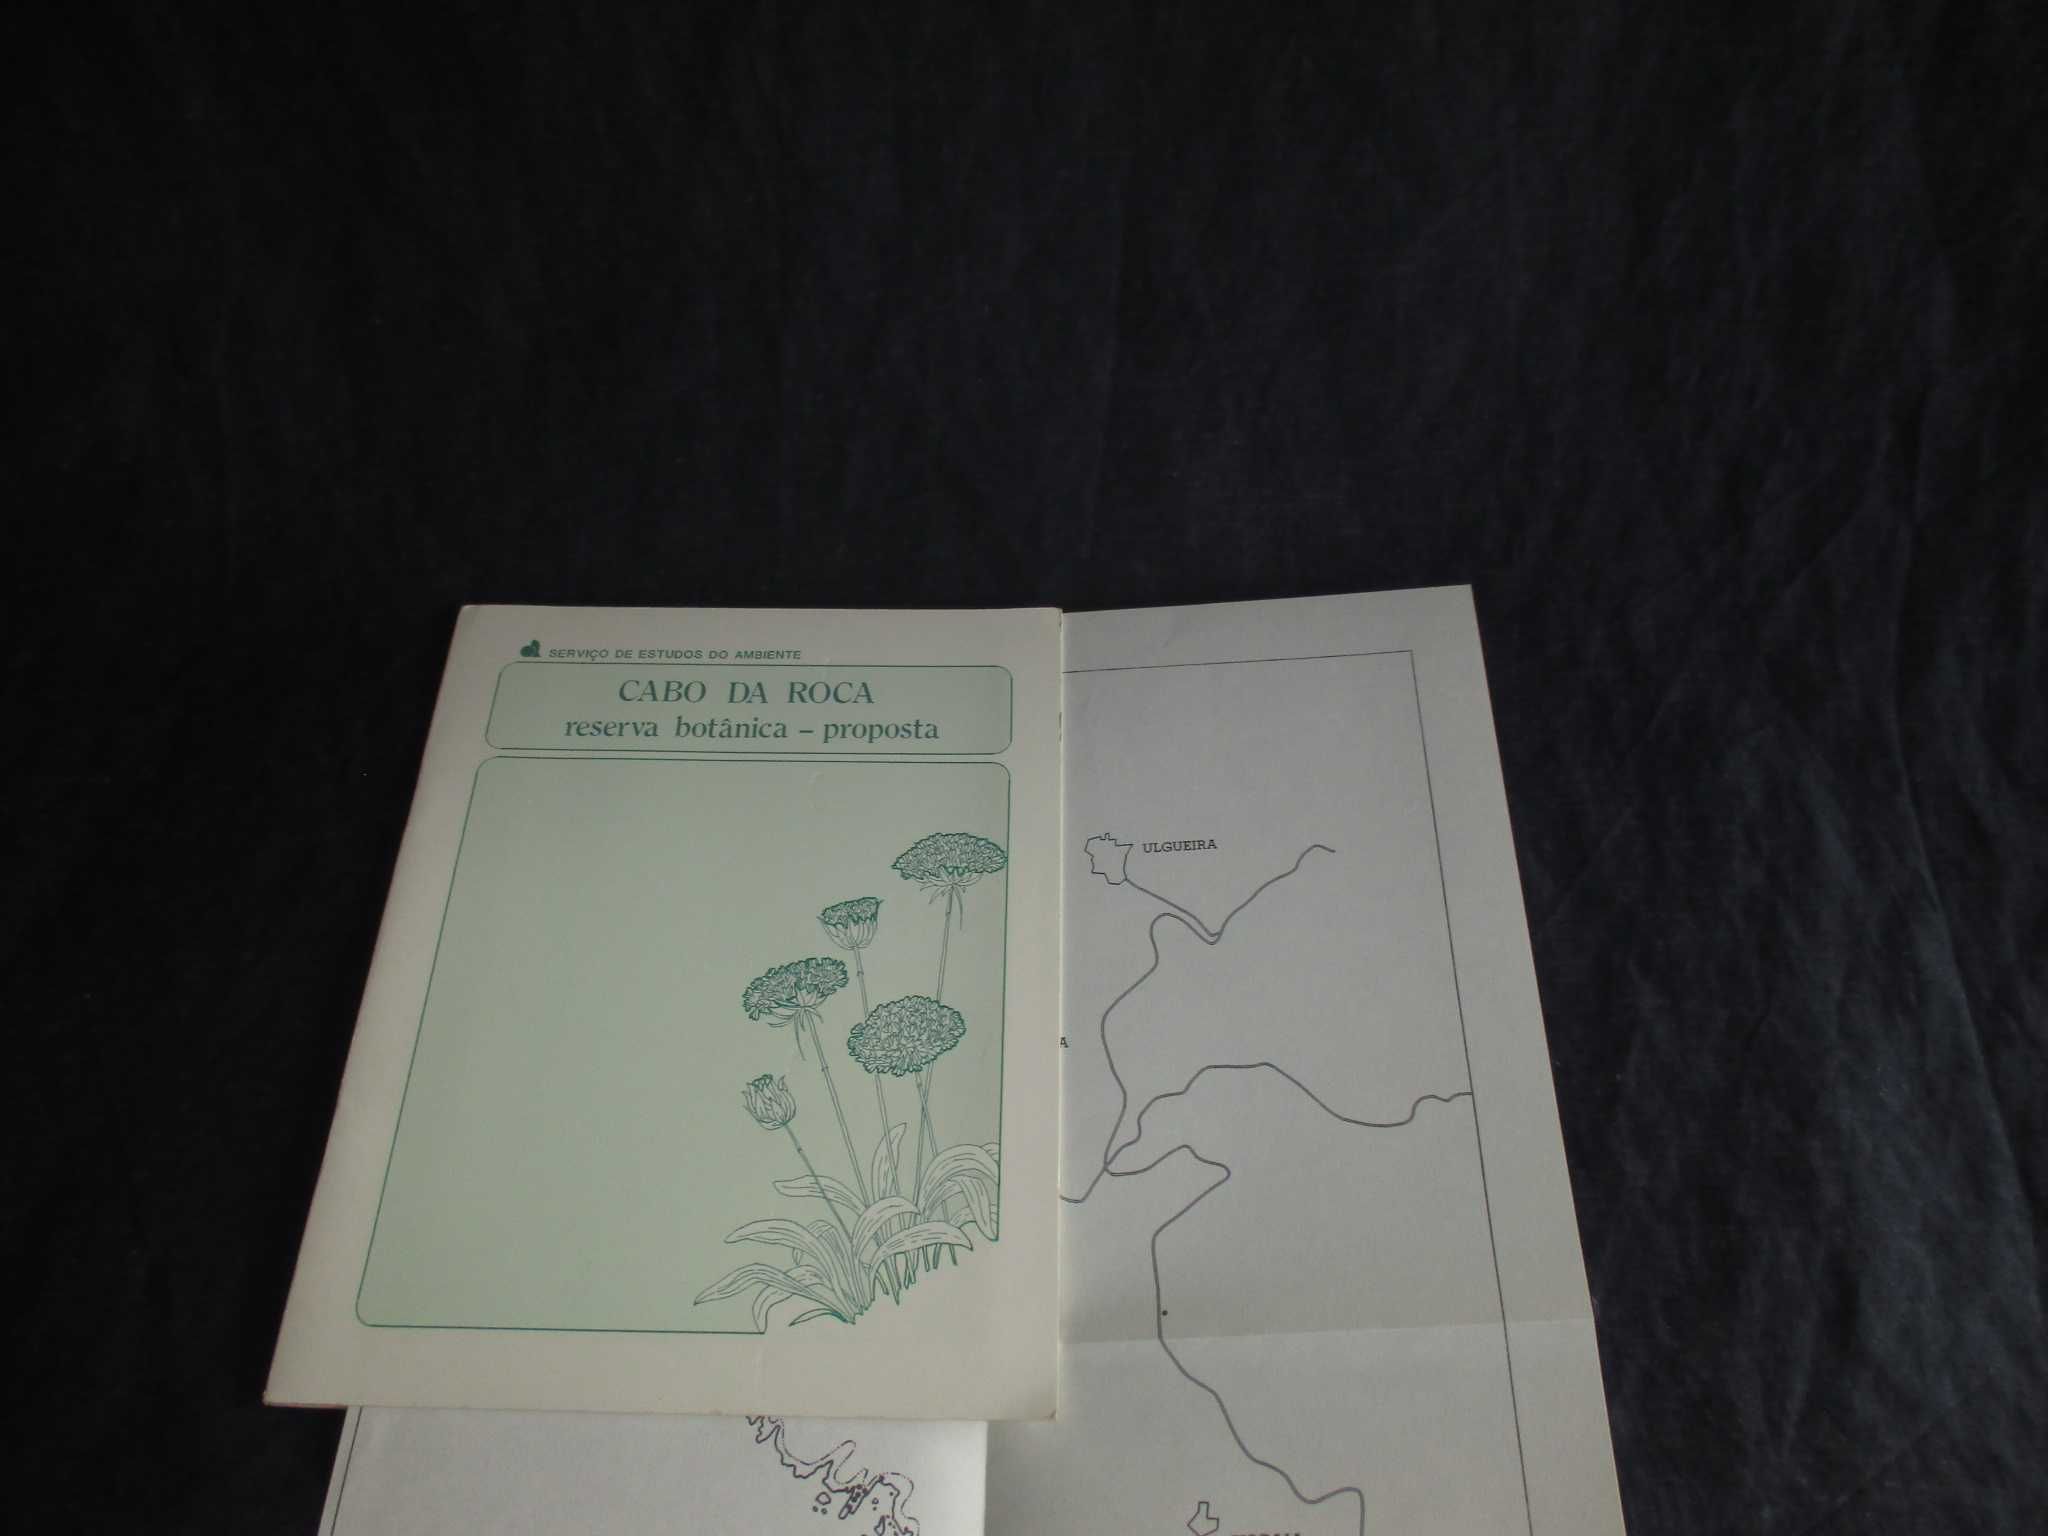 SERVIÇO DE ESTUDOS DO AMBIENTE
CABO DA ROCA
reserva botânica – proposta
ULGUEIRA
A